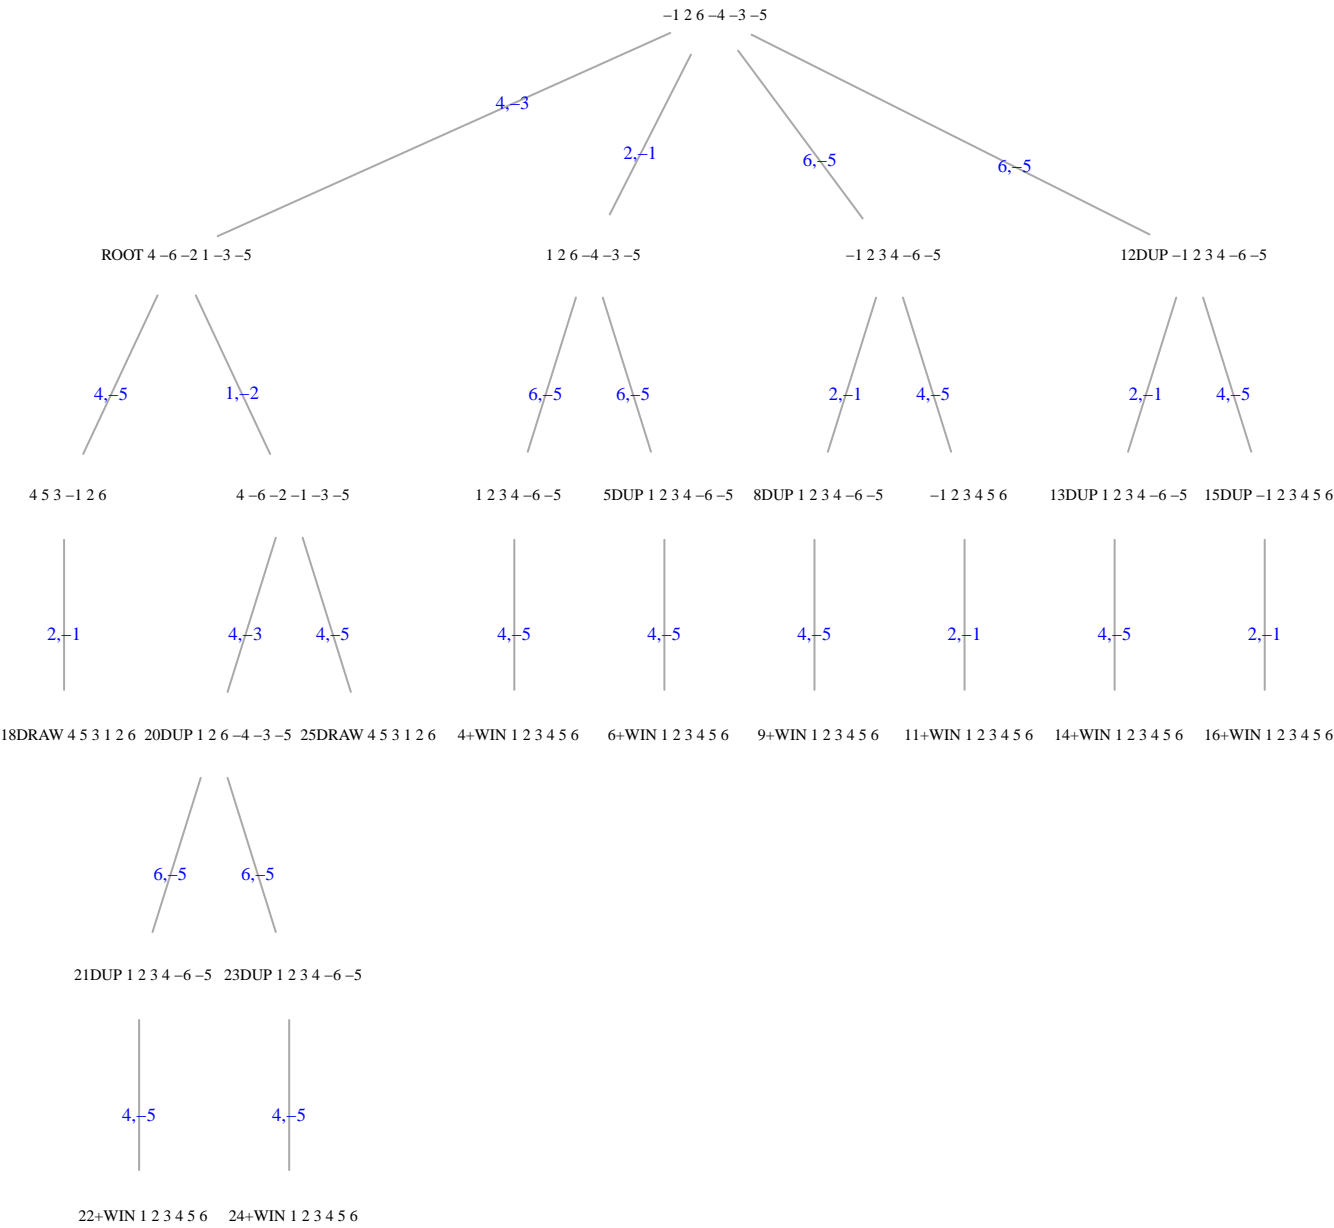 −1 2 6 −4 −3 −5
4,−3
2,−1
6,−5
6,−5
ROOT 4 −6 −2 1 −3 −5
1 2 6 −4 −3 −5
−1 2 3 4 −6 −5
12DUP −1 2 3 4 −6 −5
4,−5
1,−2
6,−5
6,−5
2,−1
4,−5
2,−1
4,−5
4 5 3 −1 2 6
4 −6 −2 −1 −3 −5
1 2 3 4 −6 −5
5DUP 1 2 3 4 −6 −5
8DUP 1 2 3 4 −6 −5
−1 2 3 4 5 6
13DUP 1 2 3 4 −6 −5
15DUP −1 2 3 4 5 6
2,−1
4,−3
4,−5
4,−5
4,−5
4,−5
2,−1
4,−5
2,−1
18DRAW 4 5 3 1 2 6
20DUP 1 2 6 −4 −3 −5
25DRAW 4 5 3 1 2 6
4+WIN 1 2 3 4 5 6
6+WIN 1 2 3 4 5 6
9+WIN 1 2 3 4 5 6
11+WIN 1 2 3 4 5 6
14+WIN 1 2 3 4 5 6
16+WIN 1 2 3 4 5 6
6,−5
6,−5
21DUP 1 2 3 4 −6 −5
23DUP 1 2 3 4 −6 −5
4,−5
4,−5
22+WIN 1 2 3 4 5 6
24+WIN 1 2 3 4 5 6